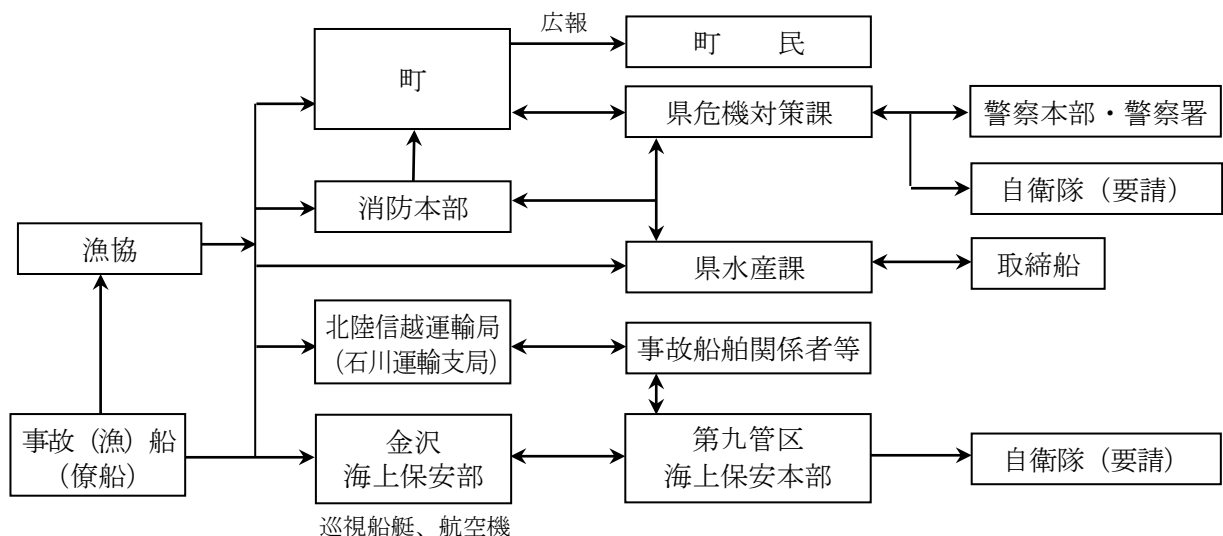 広報
町　　民
町
県危機対策課
警察本部・警察署
消防本部
自衛隊（要請）
漁協
県水産課
取締船
北陸信越運輸局
（石川運輸支局）
事故船舶関係者等
事故（漁）船
（僚船）
金沢
海上保安部
第九管区
海上保安本部
自衛隊（要請）
巡視船艇、航空機